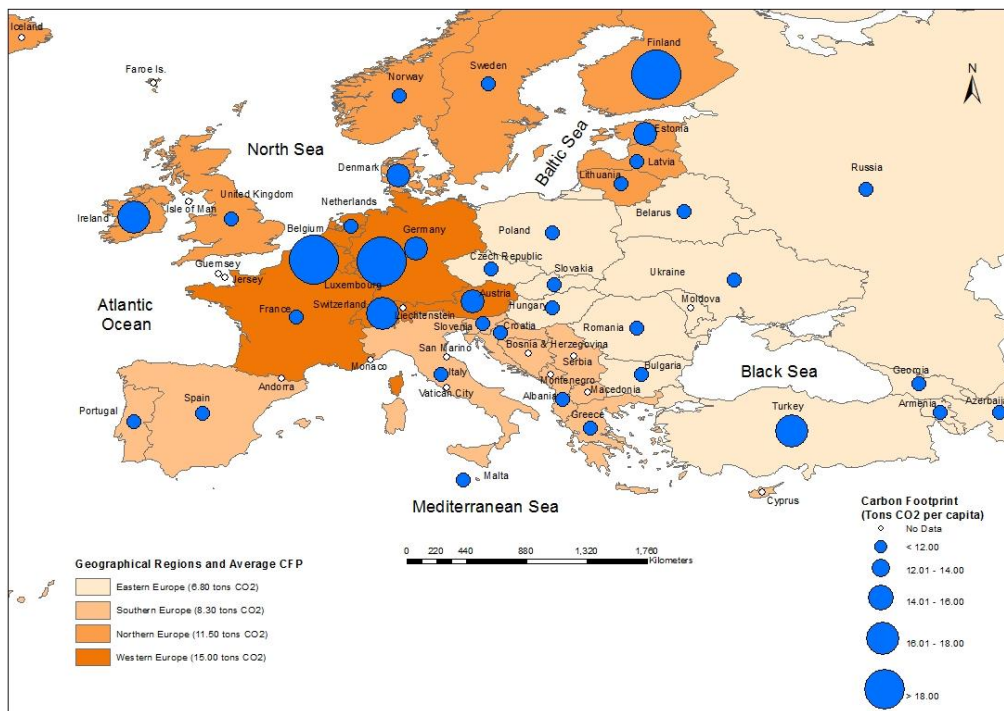 Iceland
Faroe Is.
Norway
Sweden
Finland
N
North Sea
Baltic Sea
Estonia
Latvia
Lithuania
Russia
Denmark
United Kingdom
Ireland
Isle of Man
Netherlands
Belgium
Germany
Poland
Belarus
Czech Republic
Slovakia
Ukraine
Guernsey
Jersey
Luxembourg
Atlantic
Ocean
France
Switzerland
Liechtenstein
Austria
Hungary
Moldova
Romania
Slovenia
Croatia
San Marino
Bosnia & Herzegovina
Serbia
Monaco
Italy
Montenegro
Bulgaria
Black Sea
Georgia
Andorra
Vatican City
Albania
Macedonia
Portugal
Spain
Greece
Turkey
Armenia
Azerbaij
Malta
Mediterranean Sea
Cyprus
Carbon Footprint
(Tons CO2 per capita)
No Data
< 12.00
12.01 - 14.00
14.01 - 16.00
16.01 - 18.00
> 18.00
0 220 440 880 1,320 1,760
Kilometers
Geographical Regions and Average CFP
Eastern Europe (6.80 tons CO2)
Southern Europe (8.30 tons CO2)
Northern Europe (11.50 tons CO2)
Western Europe (15.00 tons CO2)